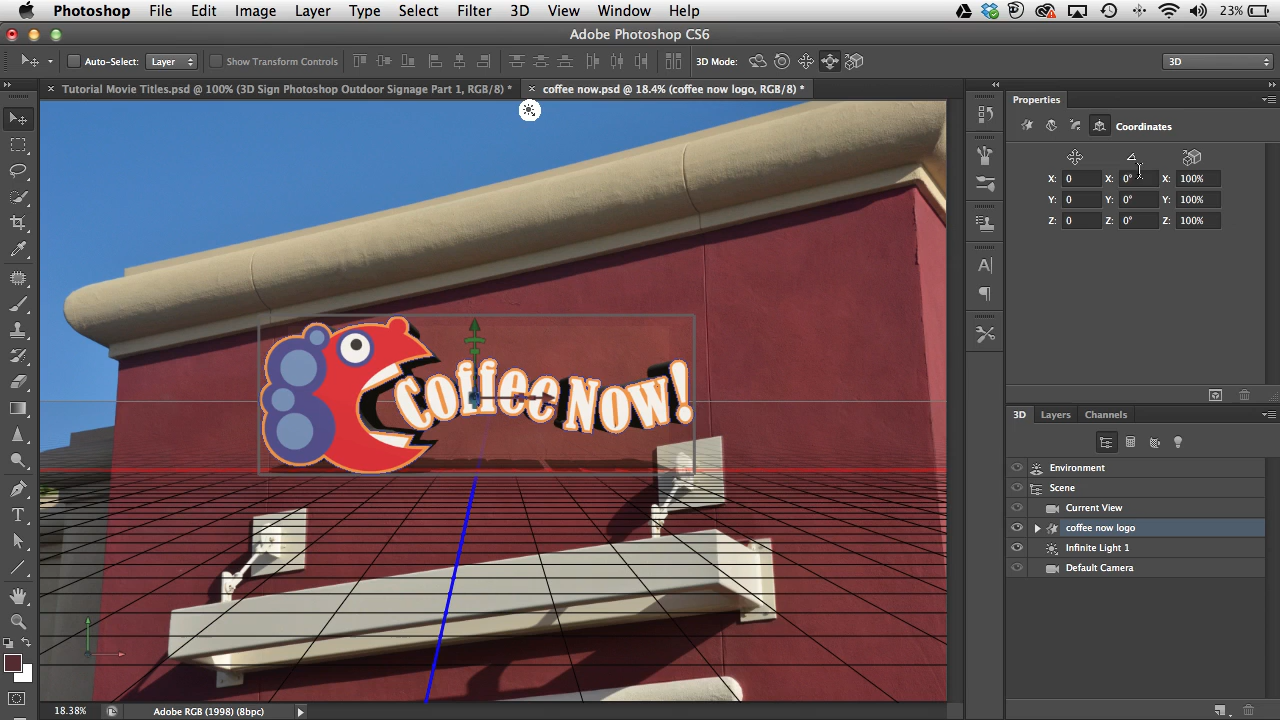 Photoshop File Edit Image Layer Type Select Filter 3D View Window Help 23%
Adobe Photoshop CS6
Auto-Select: Layer Show Transform Controls 3D Mode: 3D
Tutorial Movie Titles.psd @ 100% (3D Sign Photoshop Outdoor Signage Part 1, RGB/8) * coffee now.psd @ 18.4% (coffee now logo, RGB/8) *
Properties
Coordinates
X: 0 X: 0° X: 100%
Y: 0 Y: 0° Y: 100%
Z: 0 Z: 0° Z: 100%
Coffee Now!
3D Layers Channels
Environment
Scene
Current View
coffee now logo
Infinite Light 1
Default Camera
18.38% Adobe RGB (1998) (8bpc)